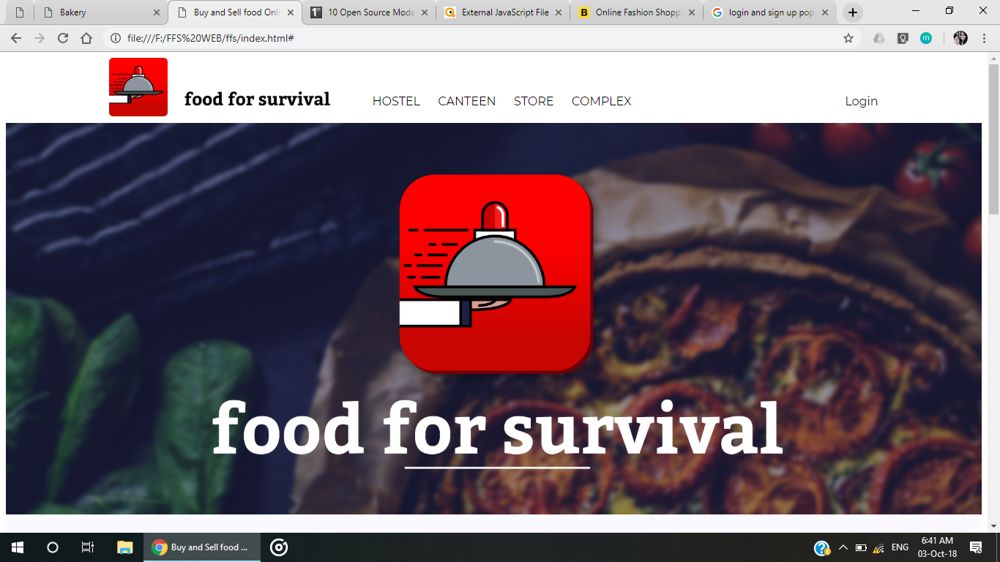 Bakery
Buy and Sell food Onli
10 Open Source Moda
External JavaScript File
B
Online Fashion Shopp
login and sign up pop
file:///F:/FFS%20WEB/ffs/index.html#
m
food for survival
HOSTEL
CANTEEN
STORE
COMPLEX
Login
food for survival
Buy and Sell food ...
ENG
6:41 AM
03-Oct-18